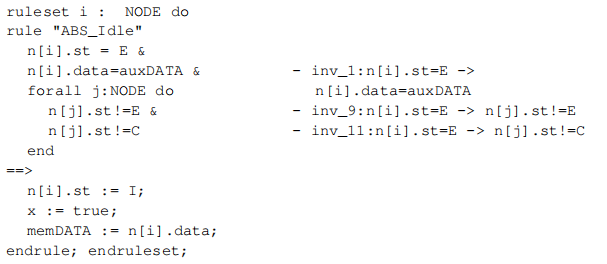 ruleset i :  NODE do
rule "ABS_Idle"
  n[i].st = E &
  n[i].data=auxDATA &          - inv_1:n[i].st=E ->
  forall j:NODE do                n[i].data=auxDATA
    n[j].st!=E &               - inv_9:n[i].st=E -> n[j].st!=E
    n[j].st!=C                 - inv_11:n[i].st=E -> n[j].st!=C
  end
==>
  n[i].st := I;
  x := true;
  memDATA := n[i].data;
endrule; endruleset;